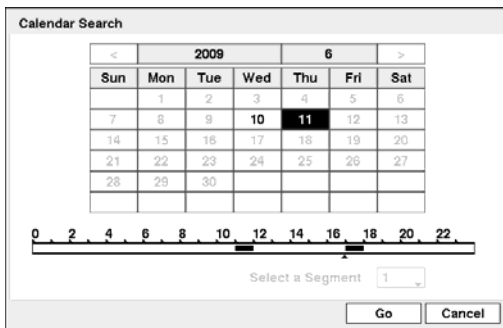 Calendar Search
< 2009 6 >
Sun Mon Tue Wed Thu Fri Sat
1 2 3 4 5 6
7 8 9 10 11 12 13
14 15 16 17 18 19 20
21 22 23 24 25 26 27
28 29 30
0 2 4 6 8 10 12 14 16 18 20 22
Select a Segment 1
Go Cancel